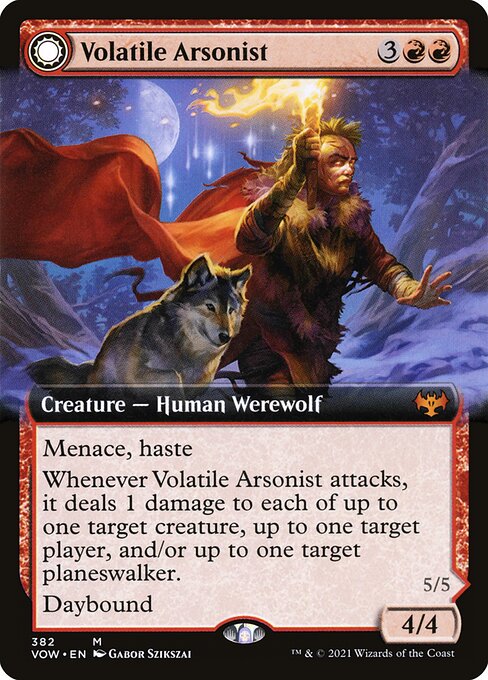 Volatile Arsonist 3
Creature — Human Werewolf
Menace, haste
Whenever Volatile Arsonist attacks,
it deals 1 damage to each of up to
one target creature, up to one target
player, and/or up to one target
planeswalker.
5/5
Daybound
4/4
382 M
VOW • EN Gabor Szikszai
™ & © 2021 Wizards of the Coast